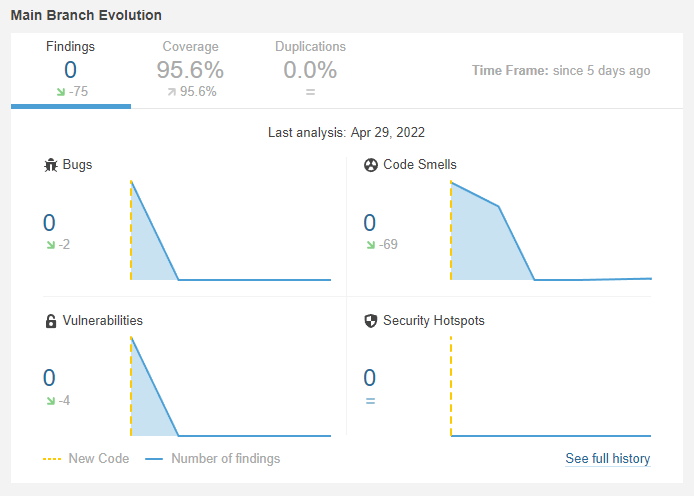 Main Branch Evolution
Findings
0
-75
Coverage
95.6%
95.6%
Duplications
0.0%
=
Time Frame: since 5 days ago
Last analysis: Apr 29, 2022
Bugs
0
-2
Code Smells
0
-69
Vulnerabilities
0
-4
Security Hotspots
0
=
New Code
Number of findings
See full history